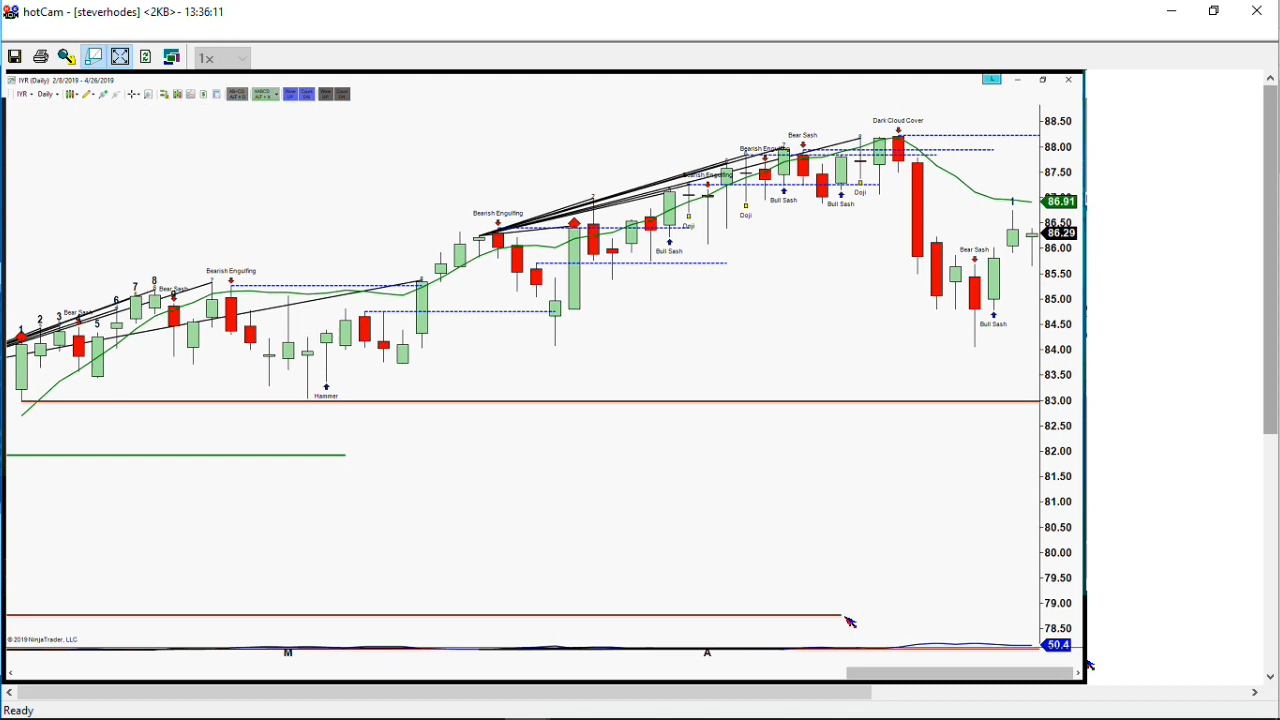 hotCam - [steverhodes] <2KB> - 13:36:11
1x
IYR (Daily) 2/8/2019 - 4/26/2019
L
IYR Daily
88.50
88.00
87.50
86.91
86.50
86.29
86.00
85.50
85.00
84.50
84.00
83.50
83.00
82.50
82.00
81.50
81.00
80.50
80.00
79.50
79.00
78.50
50.4
Dark Cloud Cover
Bear Sash
Bearish Engulfing
Doji
Bull Sash
Bull Sash
Doji
Bearish Engulfing
Doji
Bull Sash
Bearish Engulfing
Bear Sash
Bull Sash
1
Bearish Engulfing
Bear Sash
Bear Sash
1 2 3 5 6 7 8 9
Hammer
© 2019 NinjaTrader, LLC
M
A
Ready